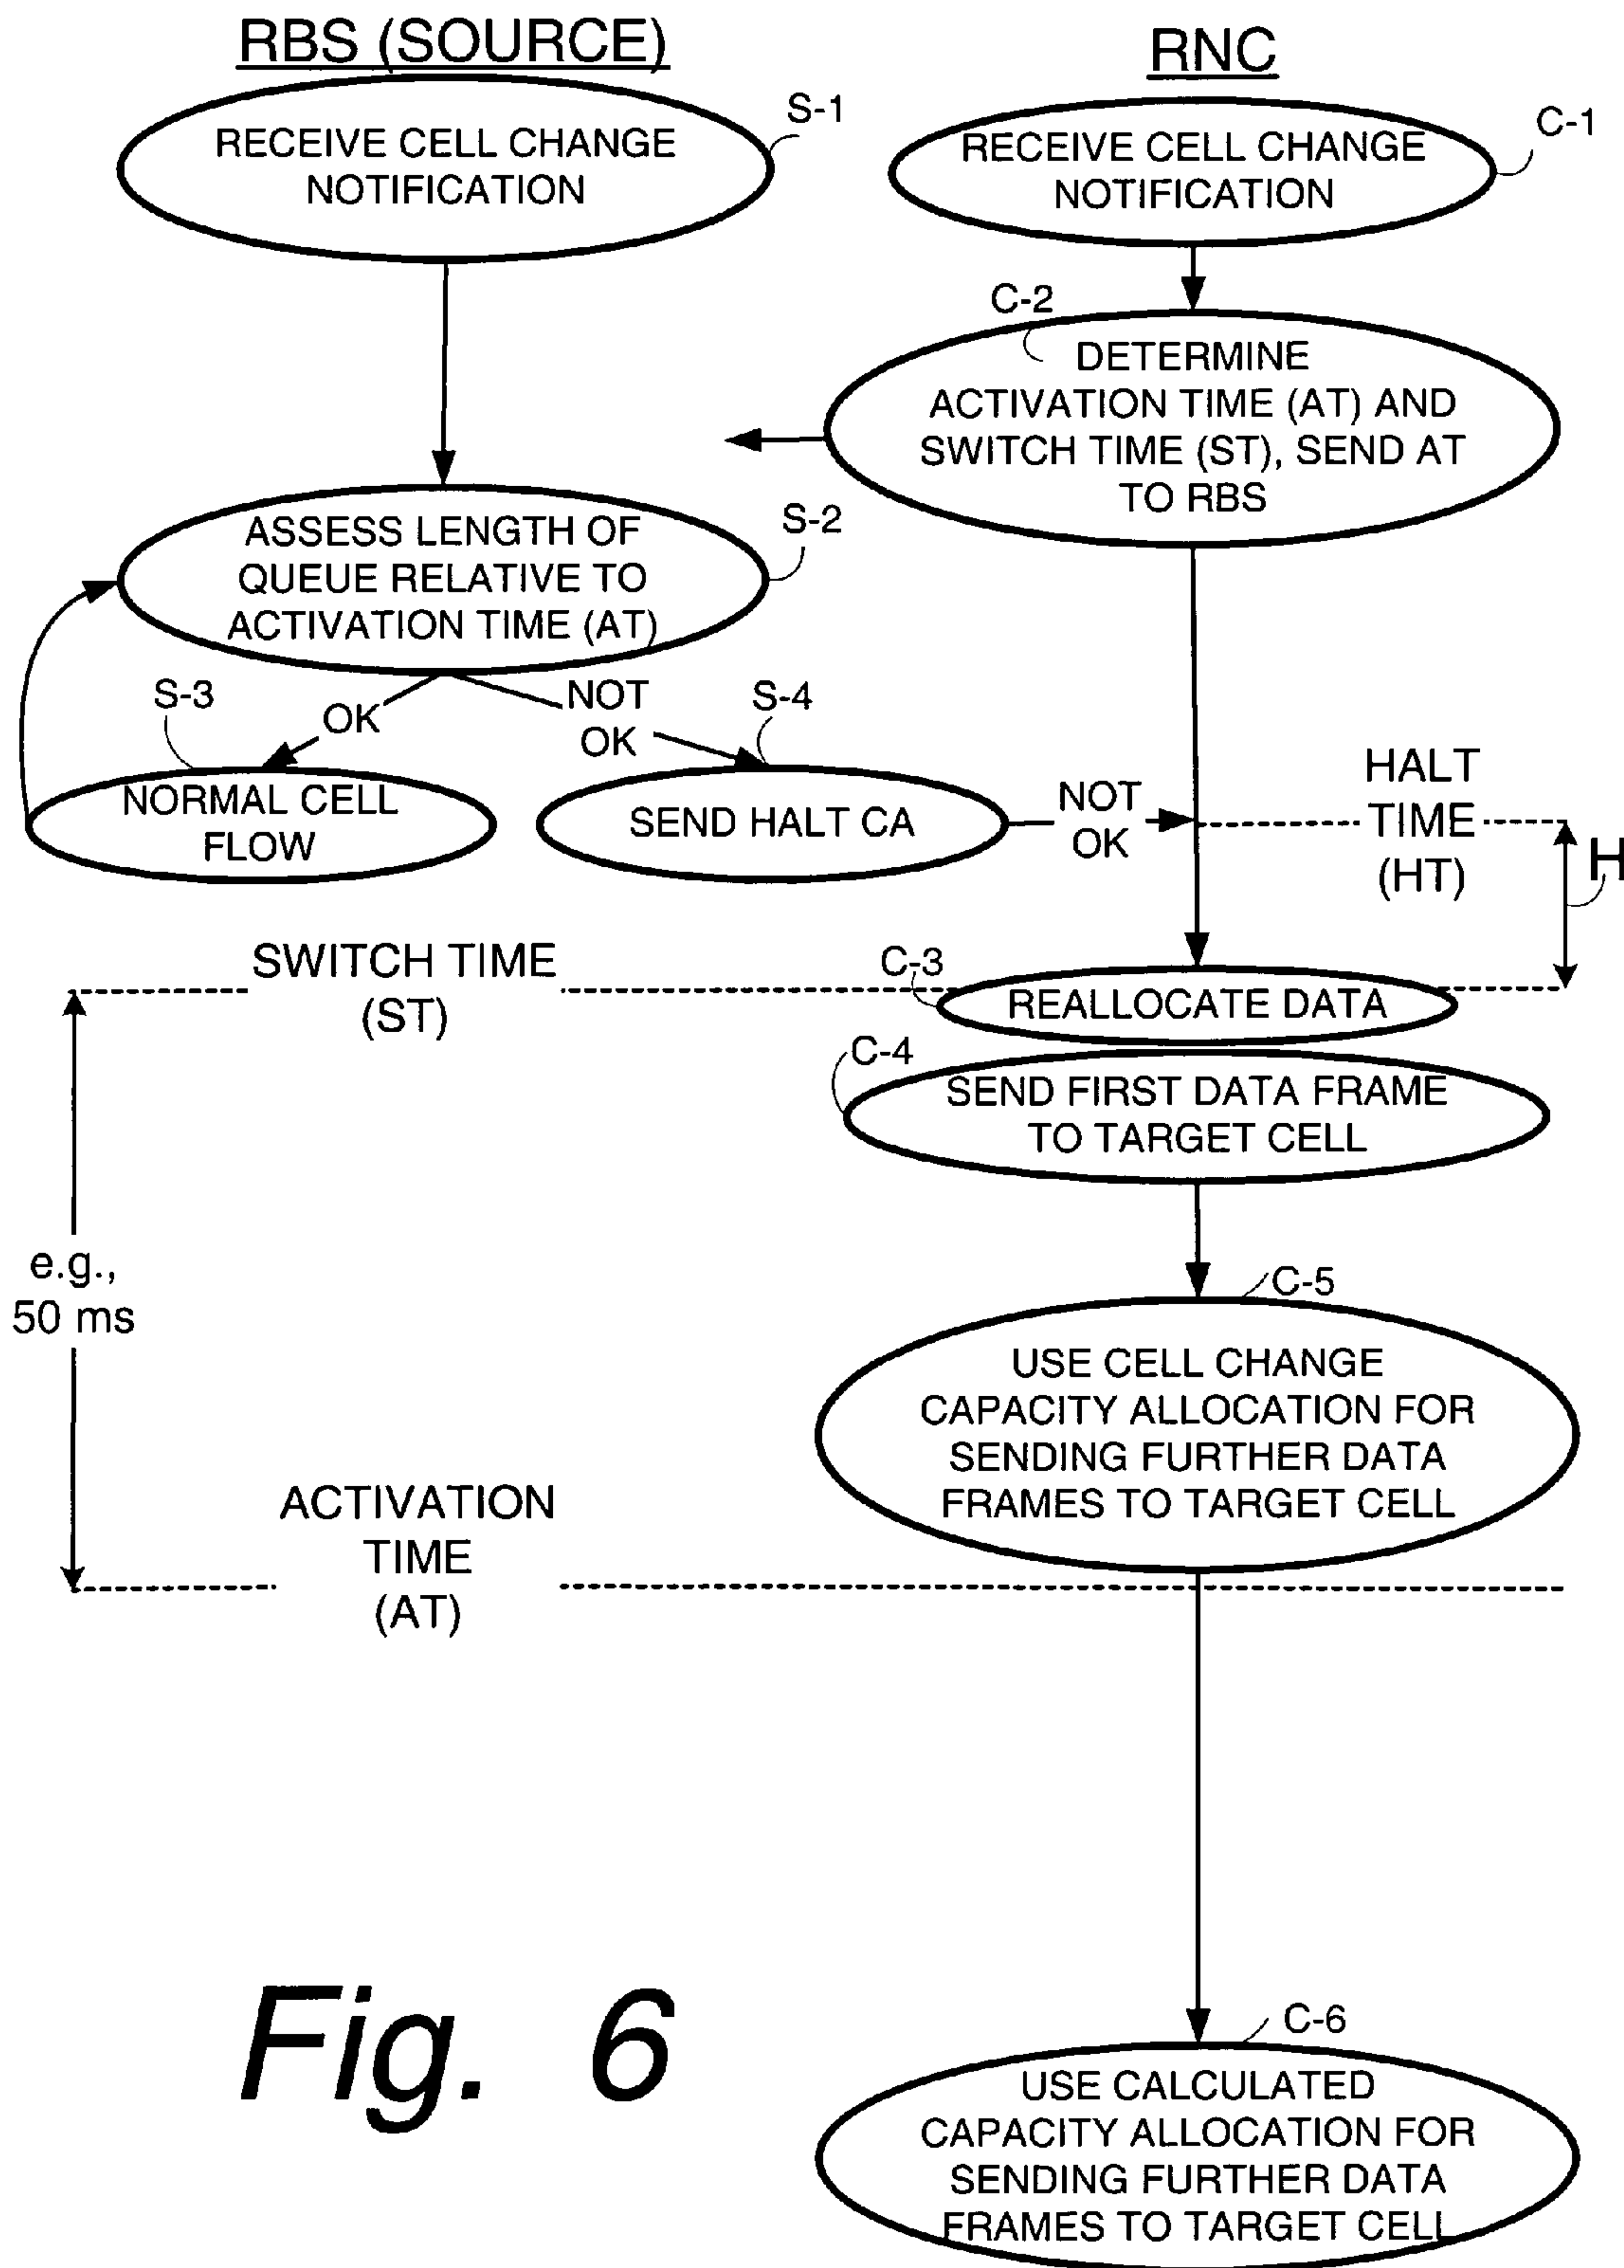 RBS (SOURCE)
RNC
S-1
RECEIVE CELL CHANGE
NOTIFICATION
C-1
RECEIVE CELL CHANGE
NOTIFICATION
C-2
DETERMINE
ACTIVATION TIME (AT) AND
SWITCH TIME (ST), SEND AT
TO RBS
S-2
ASSESS LENGTH OF
QUEUE RELATIVE TO
ACTIVATION TIME (AT)
S-3
OK
NOT
OK
S-4
NORMAL CELL
FLOW
SEND HALT CA
NOT
OK
HALT
TIME
(HT)
H
SWITCH TIME
(ST)
C-3
REALLOCATE DATA
C-4
SEND FIRST DATA FRAME
TO TARGET CELL
e.g.,
50 ms
C-5
USE CELL CHANGE
CAPACITY ALLOCATION FOR
SENDING FURTHER DATA
FRAMES TO TARGET CELL
ACTIVATION
TIME
(AT)
Fig. 6
C-6
USE CALCULATED
CAPACITY ALLOCATION FOR
SENDING FURTHER DATA
FRAMES TO TARGET CELL